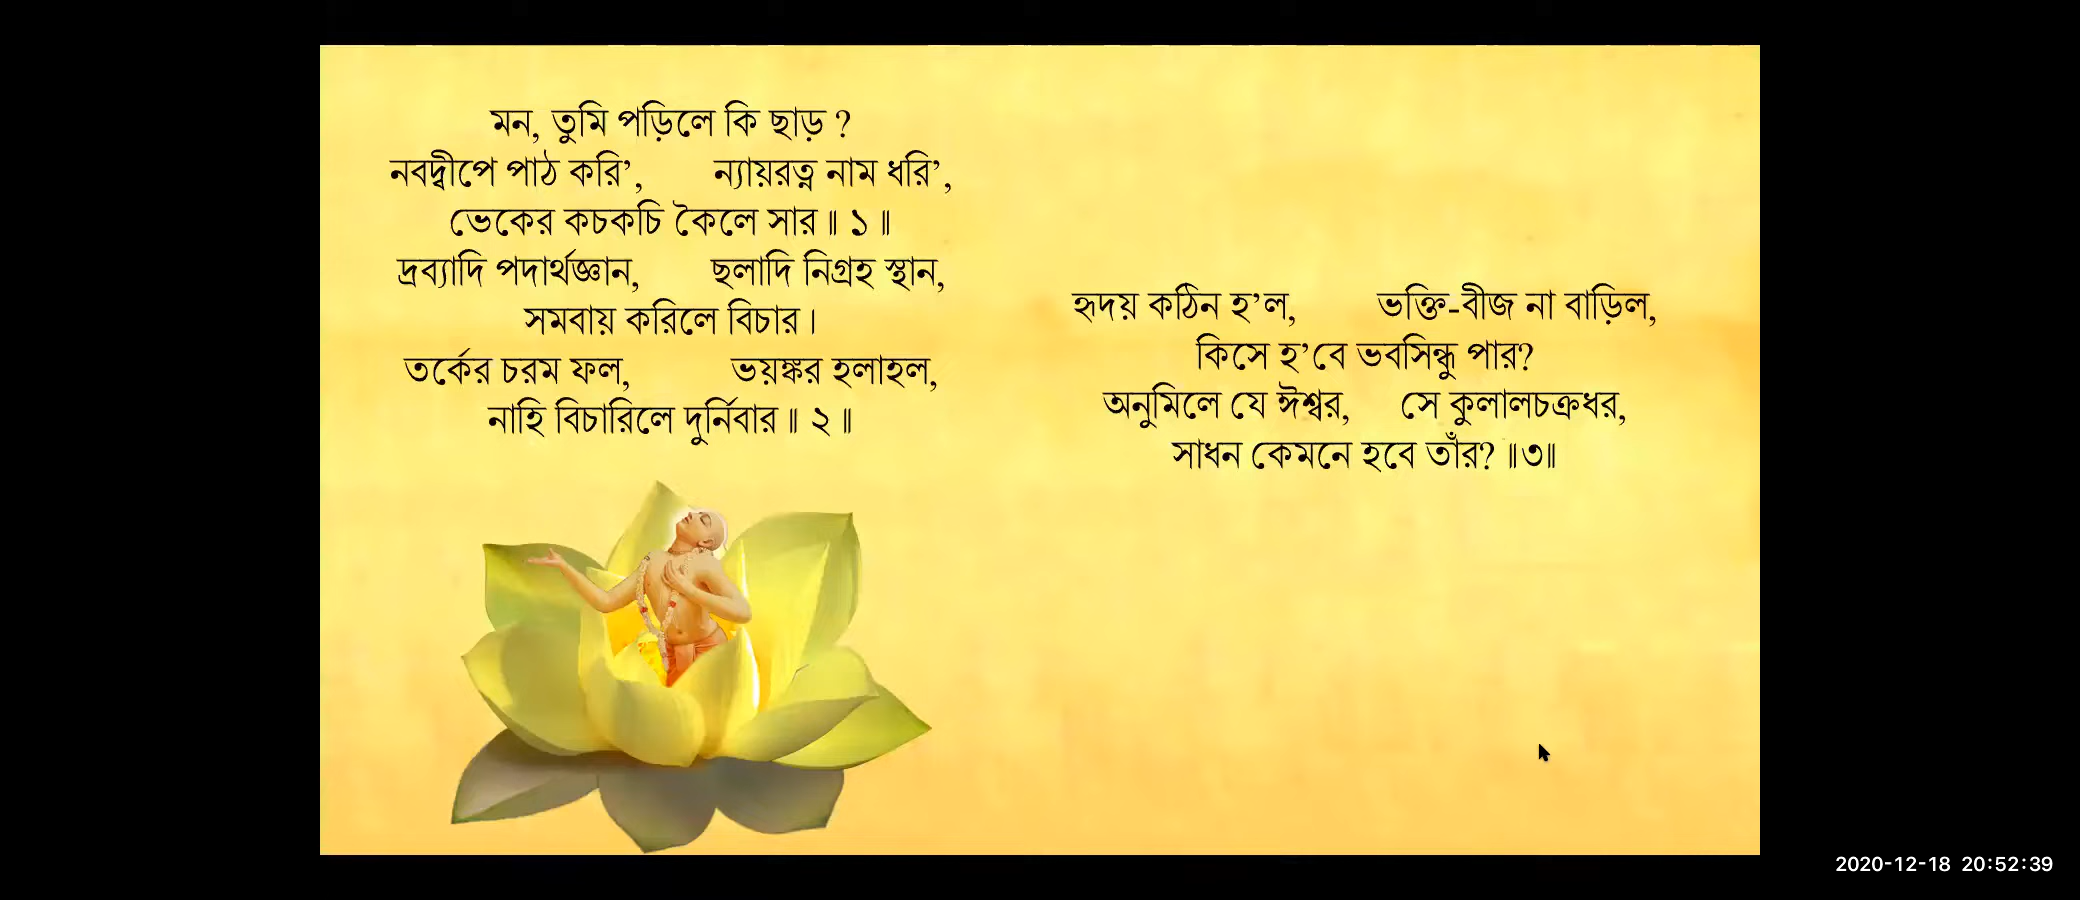 মন, তুমি পড়িলে কি ছাড় ?
নবদ্বীপে পাঠ করি’, ন্যায়রত্ন নাম ধরি’,
ভেকের কচকচি কৈলে সার॥ ১॥
দ্রব্যাদি পদার্থজ্ঞান, ছলাদি নিগ্রহ স্থান,
সমবায় করিলে বিচার।
তর্কের চরম ফল, ভয়ঙ্কর হলাহল,
নাহি বিচারিলে দুর্নিবার॥ ২॥
হৃদয় কঠিন হ’ল, ভক্তি-বীজ না বাড়িল,
কিসে হ’বে ভবসিন্ধু পার?
অনুমিলে যে ঈশ্বর, সে কুলালচক্রধর,
সাধন কেমনে হবে তাঁর? ॥৩॥
2020-12-18 20:52:39